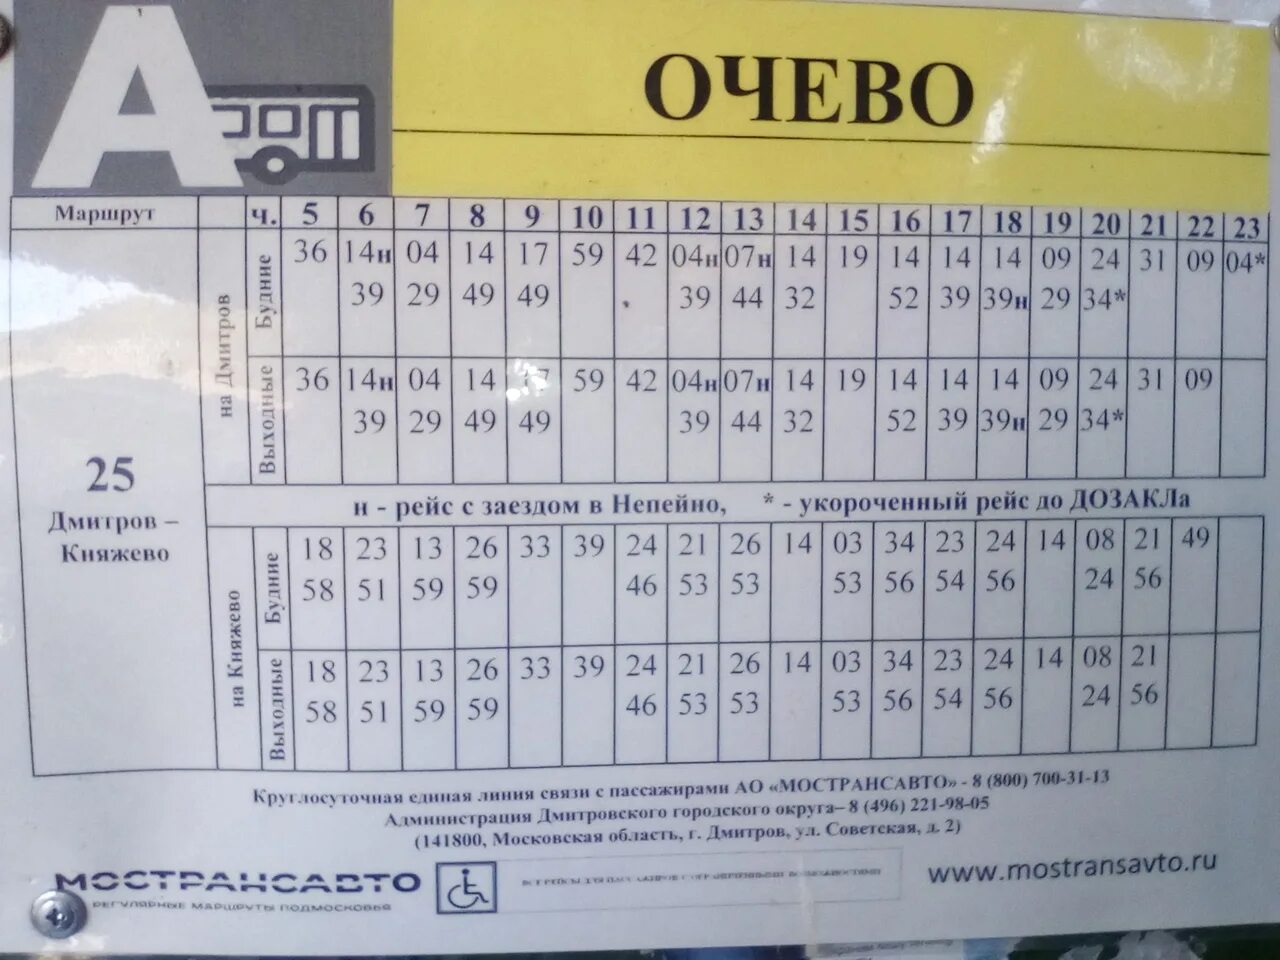 А
ОЧЕВО
Маршрут ч. 5 6 7 8 9 10 11 12 13 14 15 16 17 18 19 20 21 22 23
25
Дмитров –
Княжево
на Дмитров
Будние
36 14н 04 14 17 59 42 04н 07н 14 19 14 14 14 09 24 31 09 04*
39 29 49 49 39 44 32 52 39 39н 29 34*
Выходные
36 14н 04 14 17 59 42 04н 07н 14 19 14 14 14 09 24 31 09
39 29 49 49 39 44 32 52 39 39н 29 34*
н - рейс с заездом в Непейно, * - укороченный рейс до ДОЗАКЛа
на Княжево
Будние
18 23 13 26 33 39 24 21 26 14 03 34 23 24 14 08 21 49
58 51 59 59 46 53 53 53 56 54 56 24 56
Выходные
18 23 13 26 33 39 24 21 26 14 03 34 23 24 14 08 21
58 51 59 59 46 53 53 53 56 54 56 24 56
Круглосуточная единая линия связи с пассажирами АО «МОСТРАНСАВТО» - 8 (800) 700-31-13
Администрация Дмитровского городского округа– 8 (496) 221-98-05
(141800, Московская область, г. Дмитров, ул. Советская, д. 2)
МОСТРАНСАВТО
РЕГУЛЯРНЫЕ МАРШРУТЫ ПОДМОСКОВЬЯ
www.mostransavto.ru